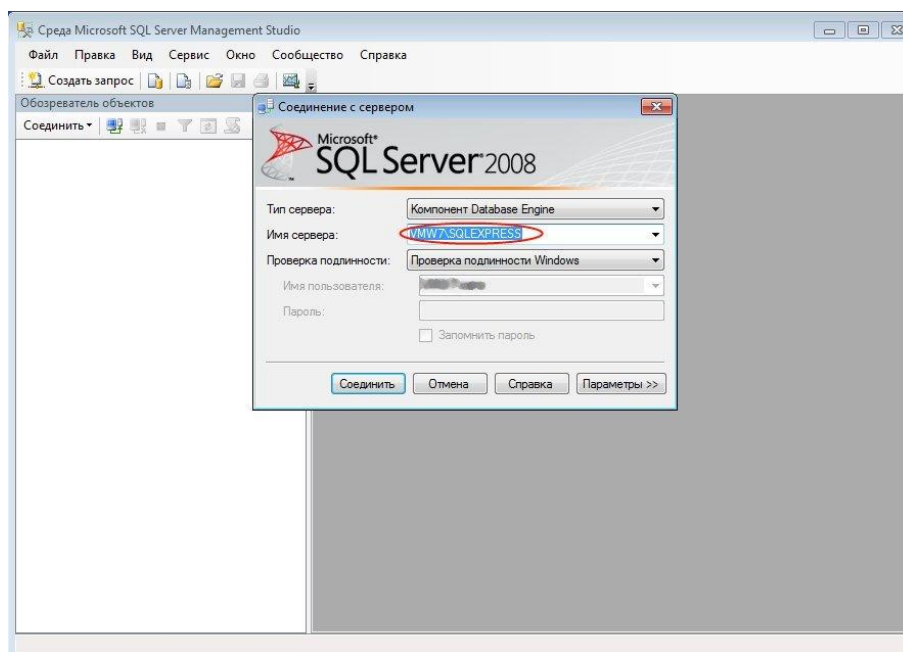 Среда Microsoft SQL Server Management Studio
Файл Правка Вид Сервис Окно Сообщество Справка
Создать запрос
Обозреватель объектов
Соединить
Соединение с сервером
Microsoft®
SQL Server®2008
Тип сервера: Компонент Database Engine
Имя сервера: VMW7\SQLEXPRESS
Проверка подлинности: Проверка подлинности Windows
Имя пользователя:
Пароль:
Запомнить пароль
Соединить Отмена Справка Параметры >>